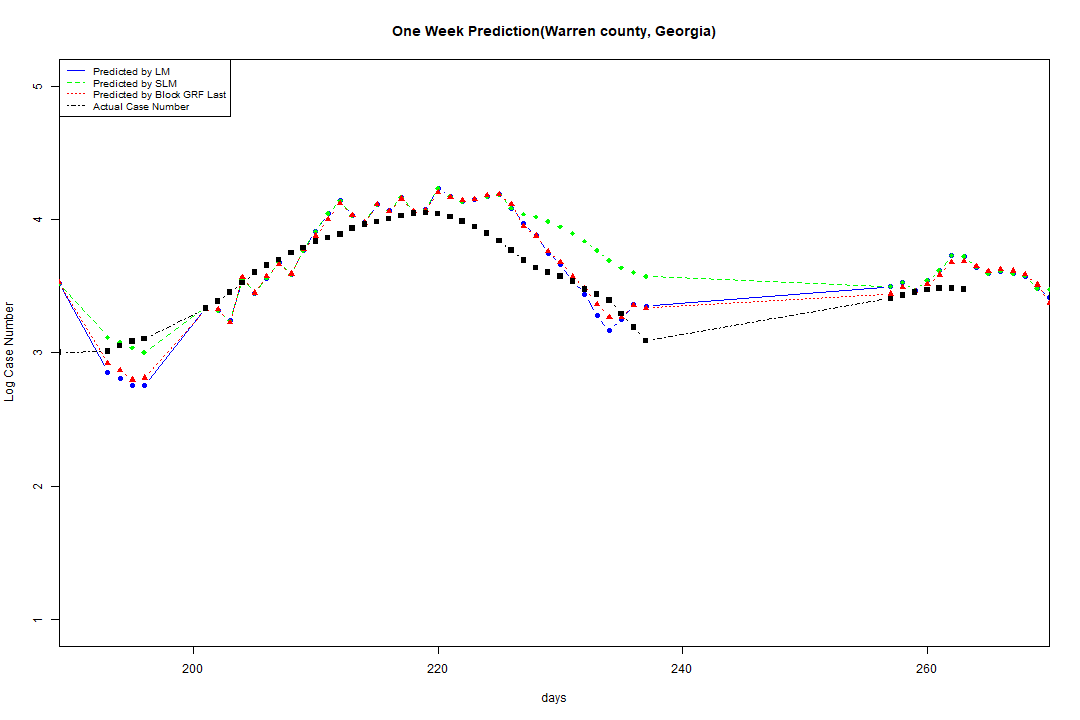 One Week Prediction(Warren county, Georgia)
Predicted by LM
Predicted by SLM
Predicted by Block GRF Last
Actual Case Number
5
4
3
2
1
Log Case Number
200 220 240 260
days